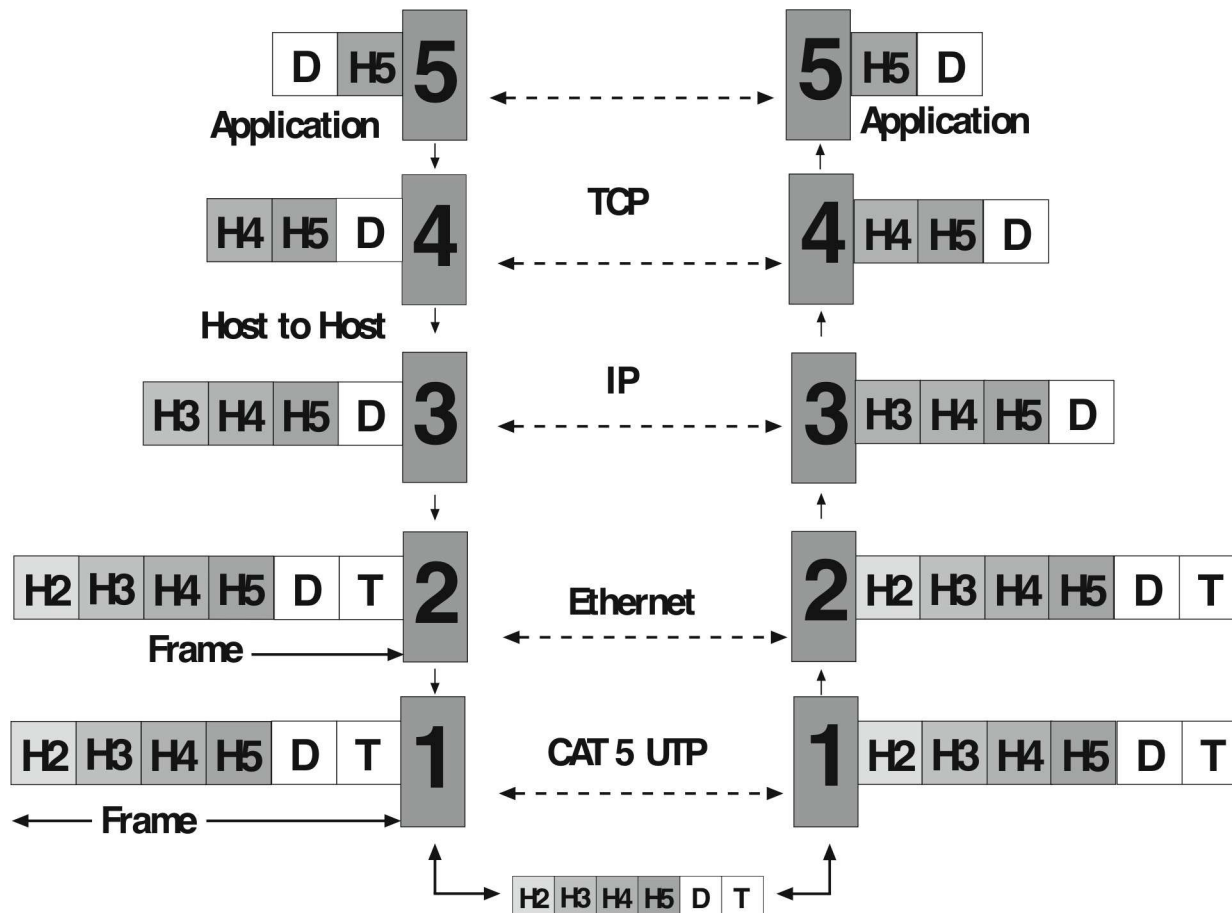 D H5 5 5 H5 D
Application Application
TCP
H4 H5 D 4 4 H4 H5 D
Host to Host
IP
H3 H4 H5 D 3 3 H3 H4 H5 D
H2 H3 H4 H5 D T 2 Ethernet 2 H2 H3 H4 H5 D T
Frame
H2 H3 H4 H5 D T 1 CAT 5 UTP 1 H2 H3 H4 H5 D T
Frame
H2 H3 H4 H5 D T